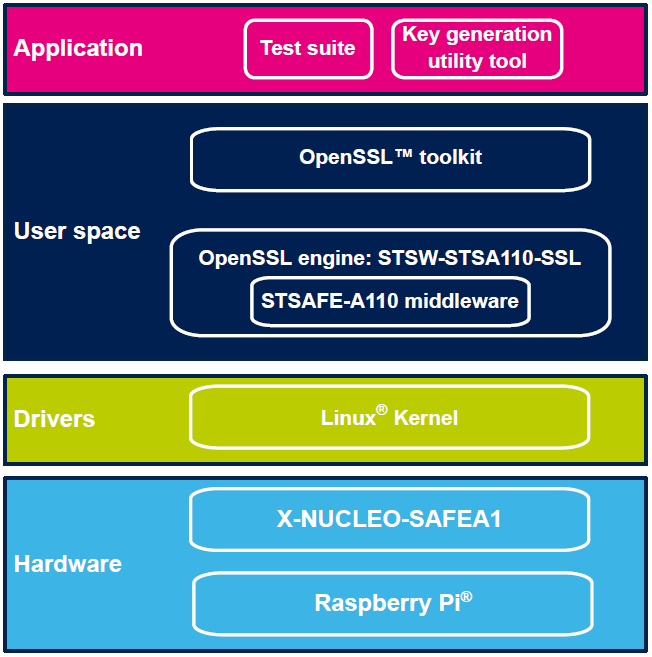 Application
Test suite
Key generation
utility tool
User space
OpenSSL™ toolkit
OpenSSL engine: STSW-STSA110-SSL
STSAFE-A110 middleware
Drivers
Linux® Kernel
Hardware
X-NUCLEO-SAFEA1
Raspberry Pi®